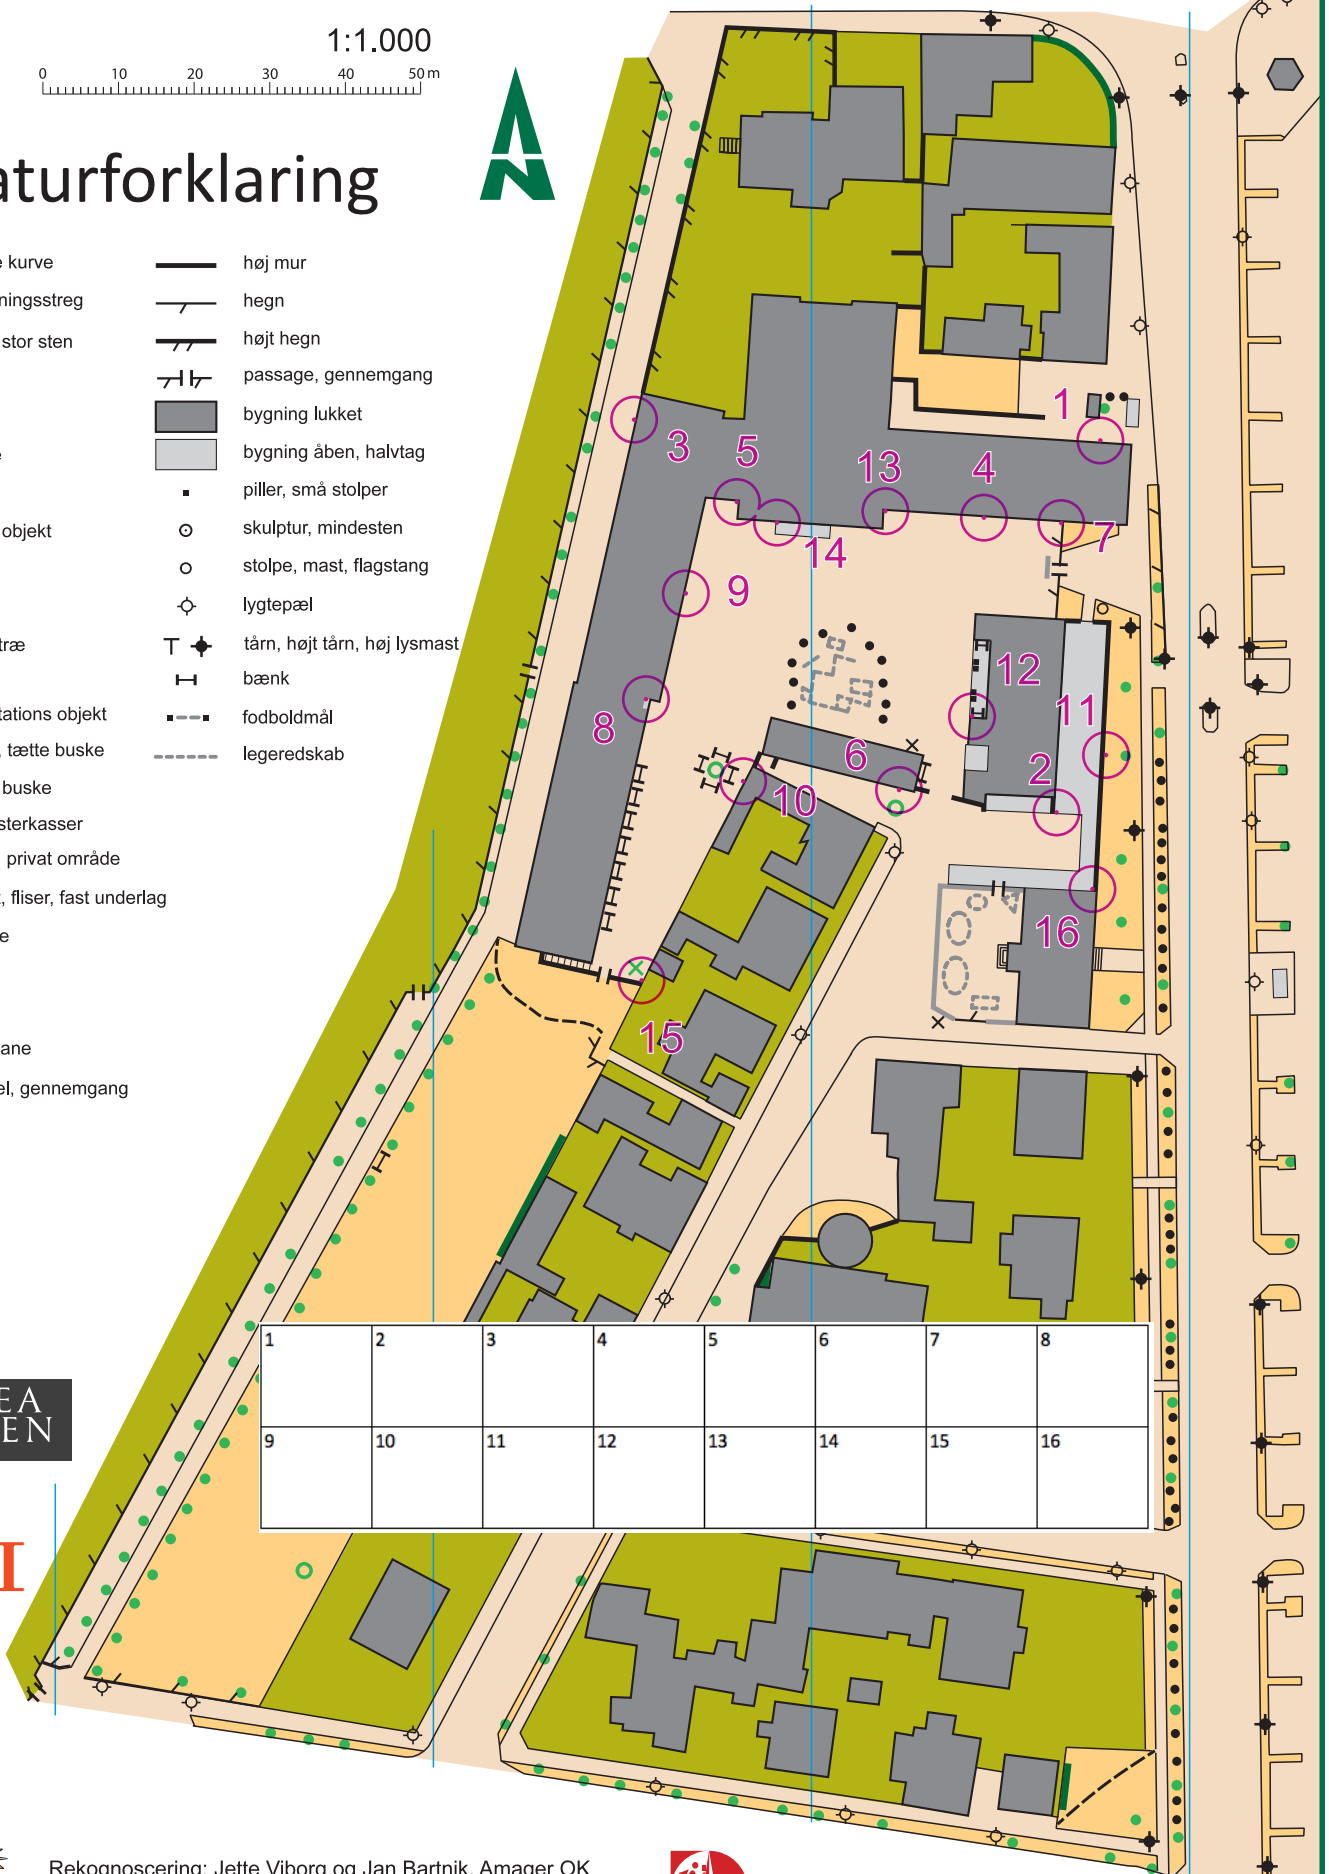 1:1.000
0 10 20 30 40 50 m
aturforklaring
e kurve
høj mur
ningsstreg
hegn
stor sten
højt hegn
passage, gennemgang
bygning lukket
e
bygning åben, halvtag
piller, små stolper
objekt
skulptur, mindesten
stolpe, mast, flagstang
lygtepæl
træ
tårn, højt tårn, høj lysmast
bænk
tations objekt
fodboldmål
, tætte buske
legeredskab
buske
sterkasser
privat område
, fliser, fast underlag
e
ane
el, gennemgang
1
3
5
13
4
7
14
9
12
11
8
6
2
10
16
15
1 2 3 4 5 6 7 8
9 10 11 12 13 14 15 16
EA
EN
I
Rekognoscering: Jette Viborg og Jan Bartnik, Amager OK